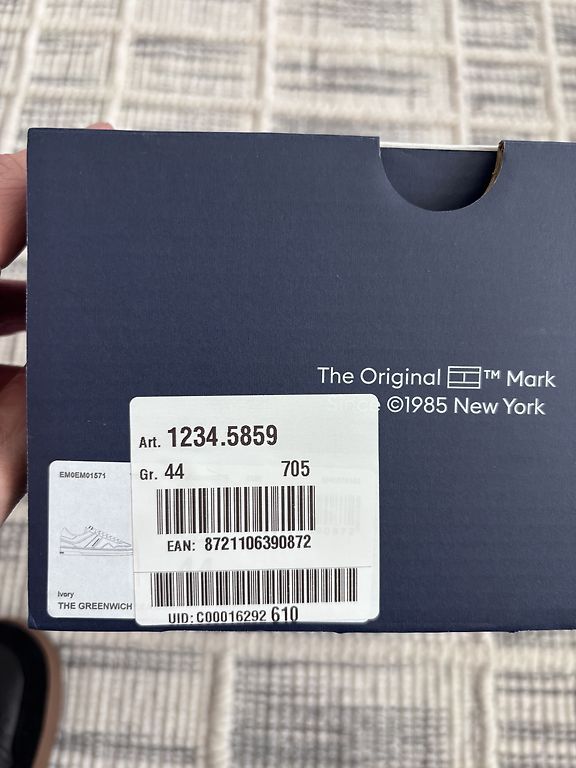 The Original ™ Mark
Since ©1985 New York
Art. 1234.5859
Gr. 44 705
EAN: 8721106390872
UID: C00016292 610
EM0EM01571
Ivory
THE GREENWICH